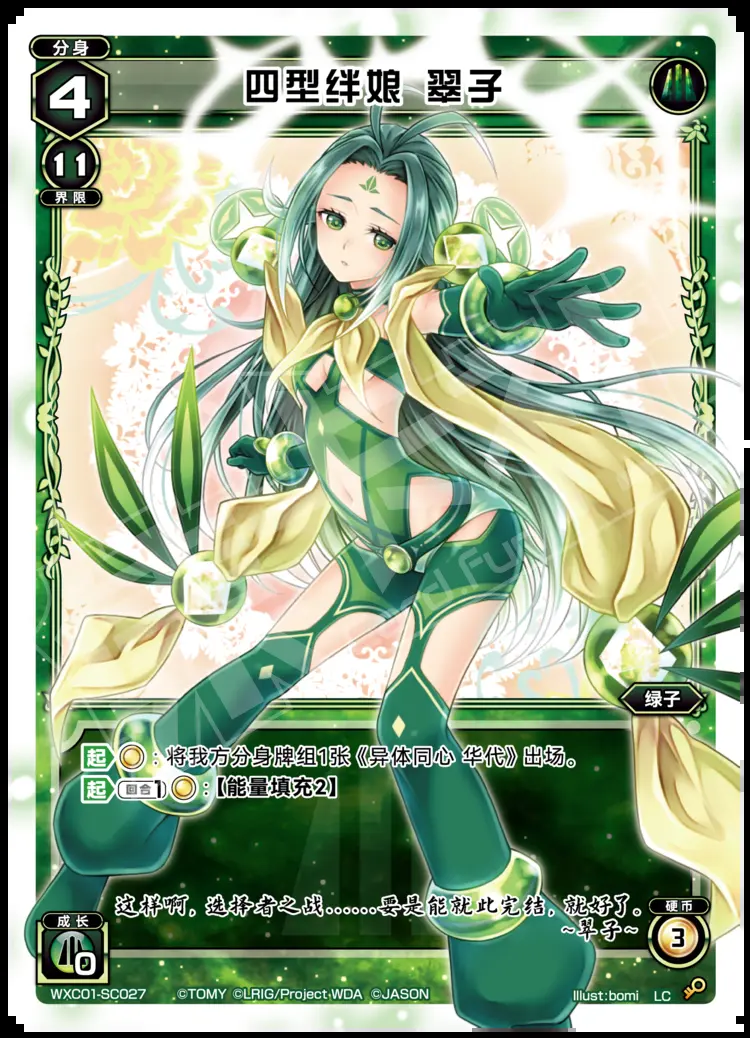 分身
4
四型绊娘 翠子
11
界限
绿子
起 : 将我方分身牌组1张《异体同心 华代》出场。
起 回合1 : 【能量填充2】
这样啊，选择者之战……要是能就此完结，就好了。
~翠子~
成长
0
硬币
3
WXC01-SC027 ©TOMY ©LRIG/Project WDA ©JASON Illust:bomi LC